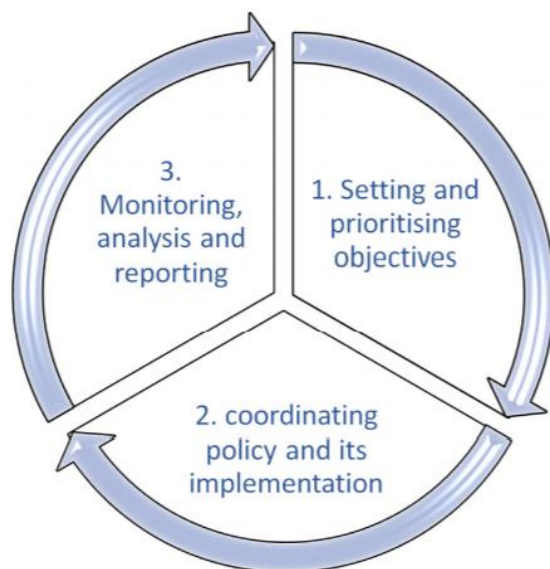 1. Setting and
prioritising
objectives
2. coordinating
policy and its
implementation
3.
Monitoring,
analysis and
reporting